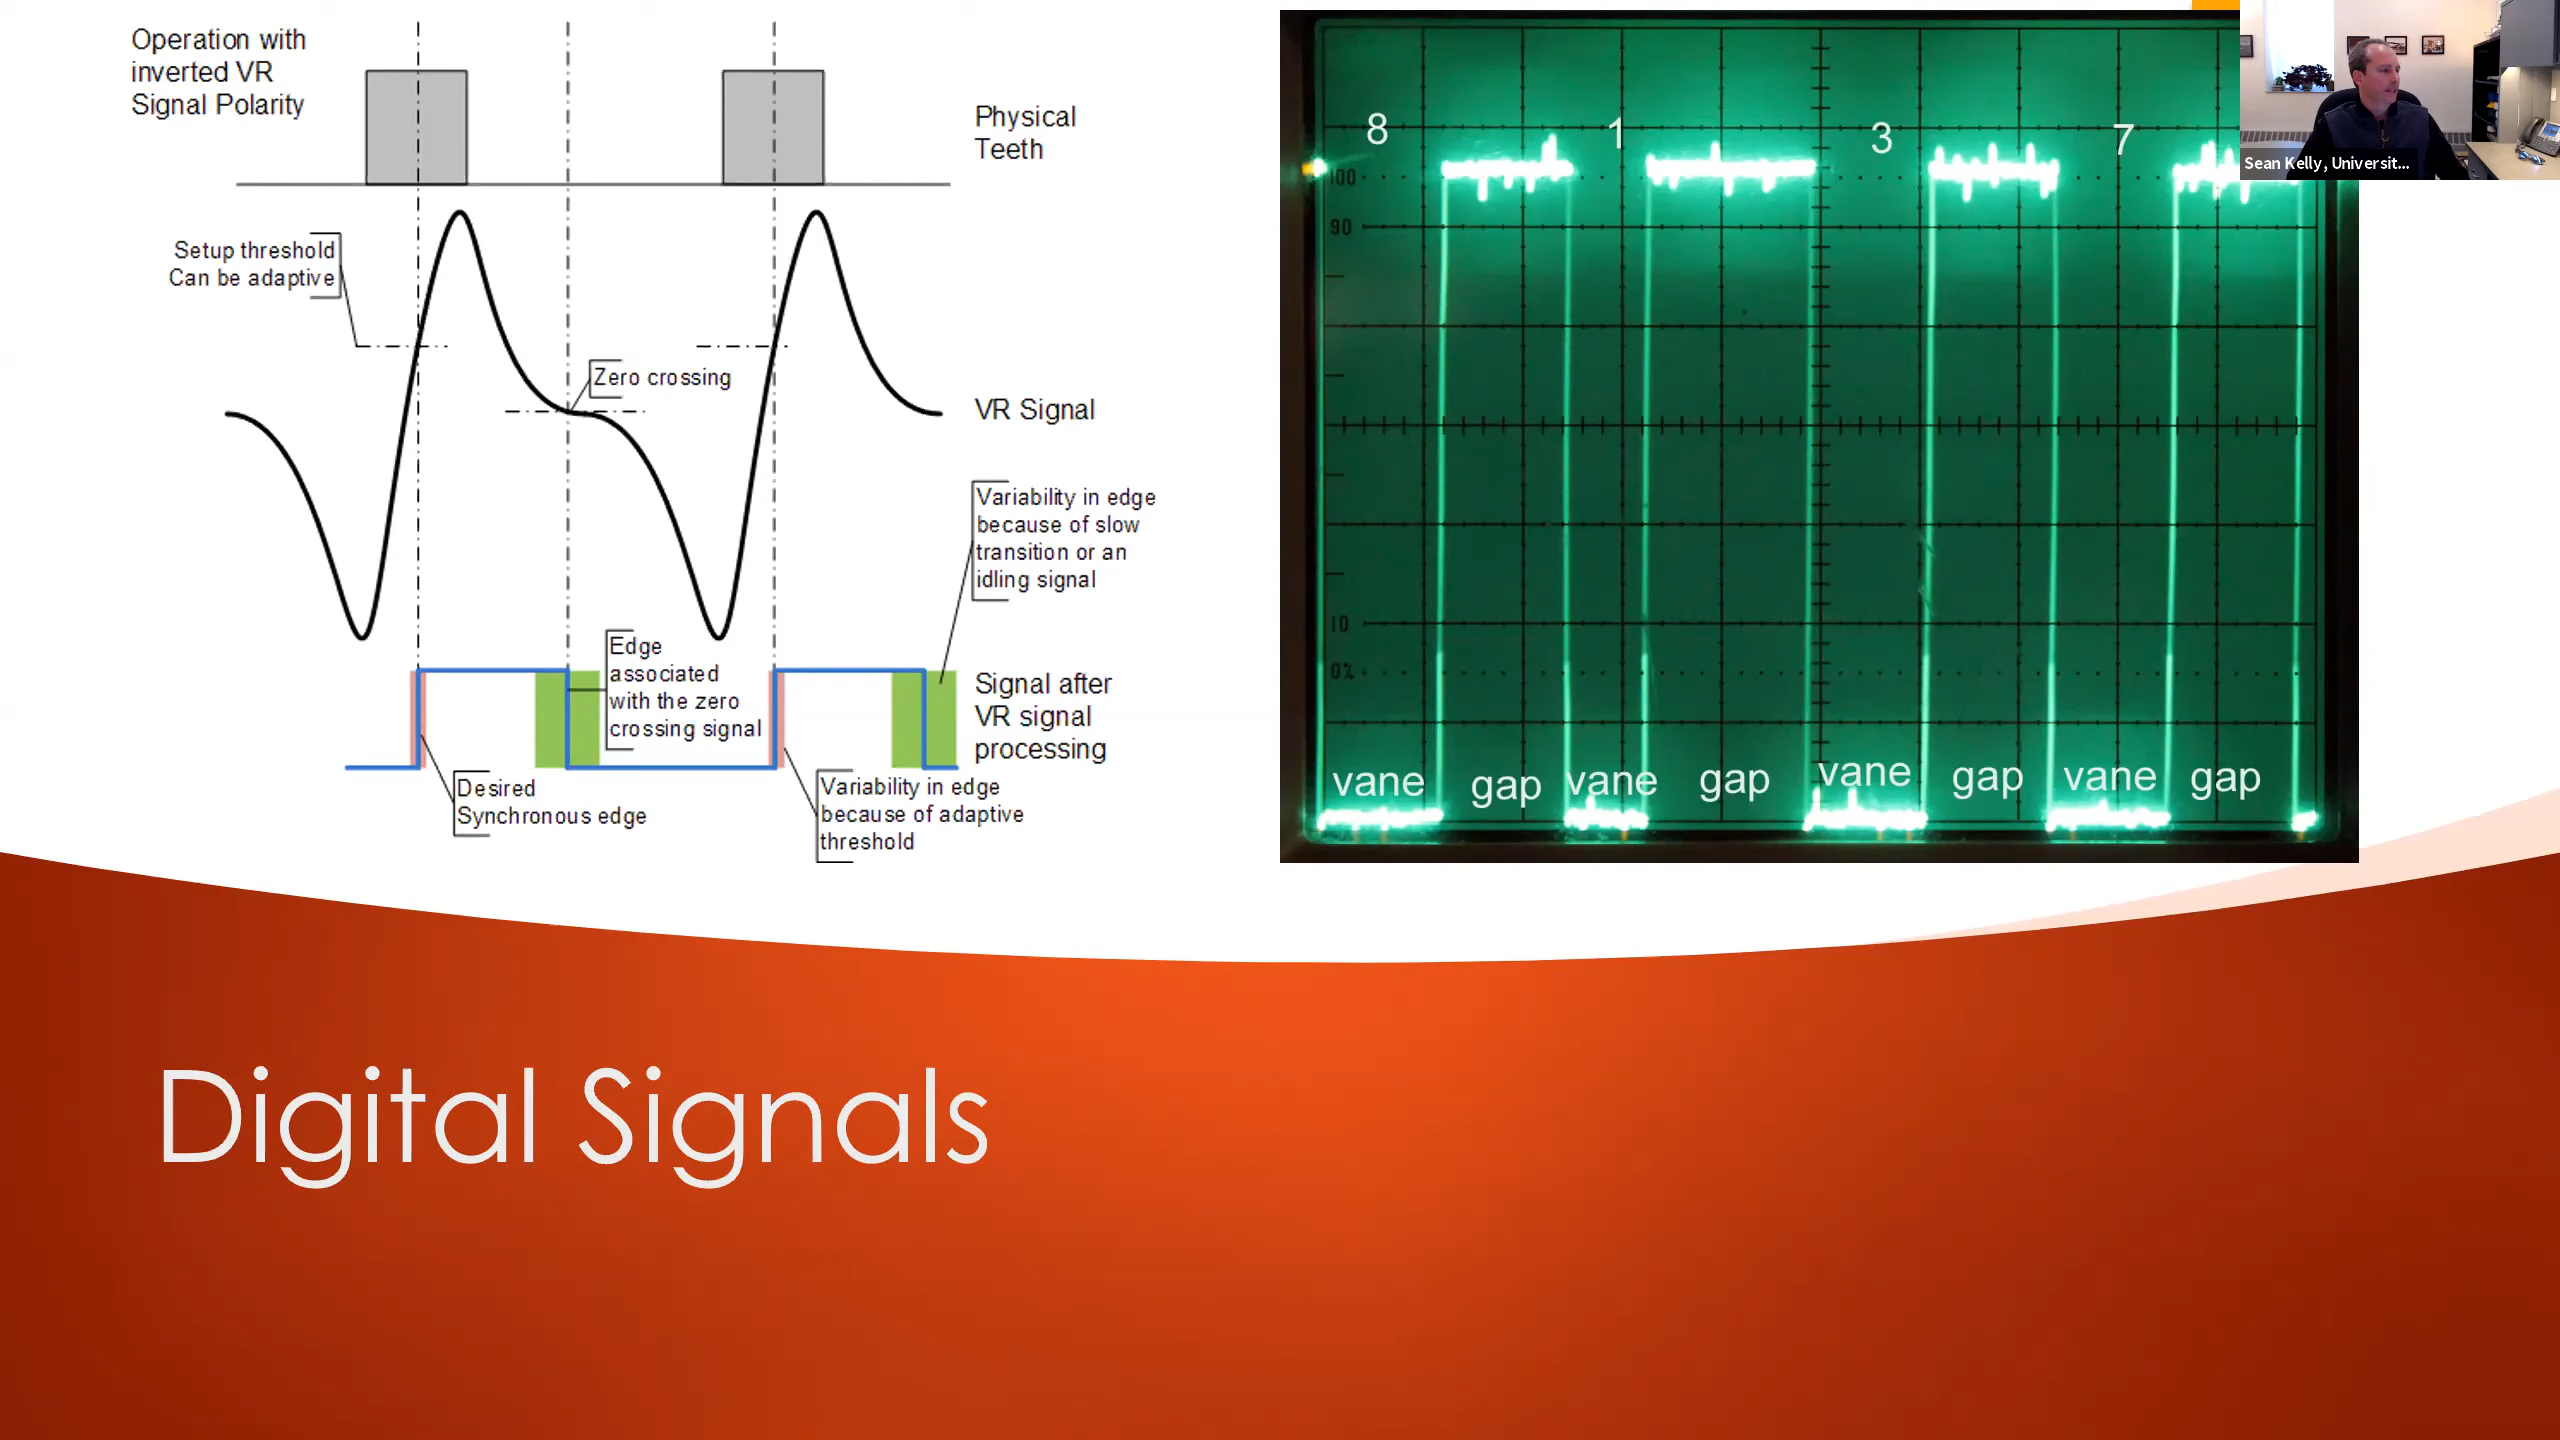 Operation with
inverted VR
Signal Polarity
Physical
Teeth
Setup threshold
Can be adaptive
Zero crossing
VR Signal
Variability in edge
because of slow
transition or an
idling signal
Edge
associated
with the zero
crossing signal
Signal after
VR signal
processing
Desired
Synchronous edge
Variability in edge
because of adaptive
threshold
8 1 3 7
100
90
10
0%
vane gap vane gap vane gap vane gap
Sean Kelly, Universit...
Digital Signals